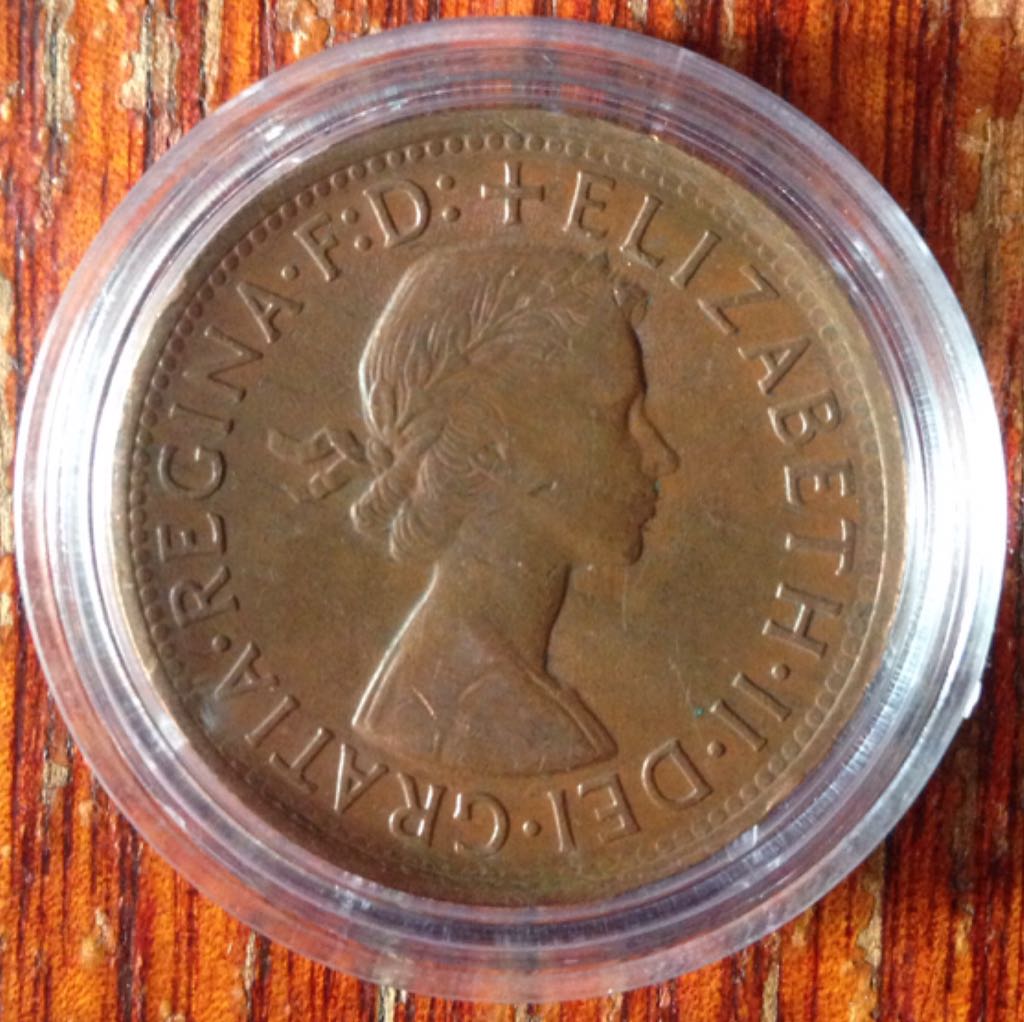 + ELIZABETH · II · DEI · GRATIA · REGINA · F: D: